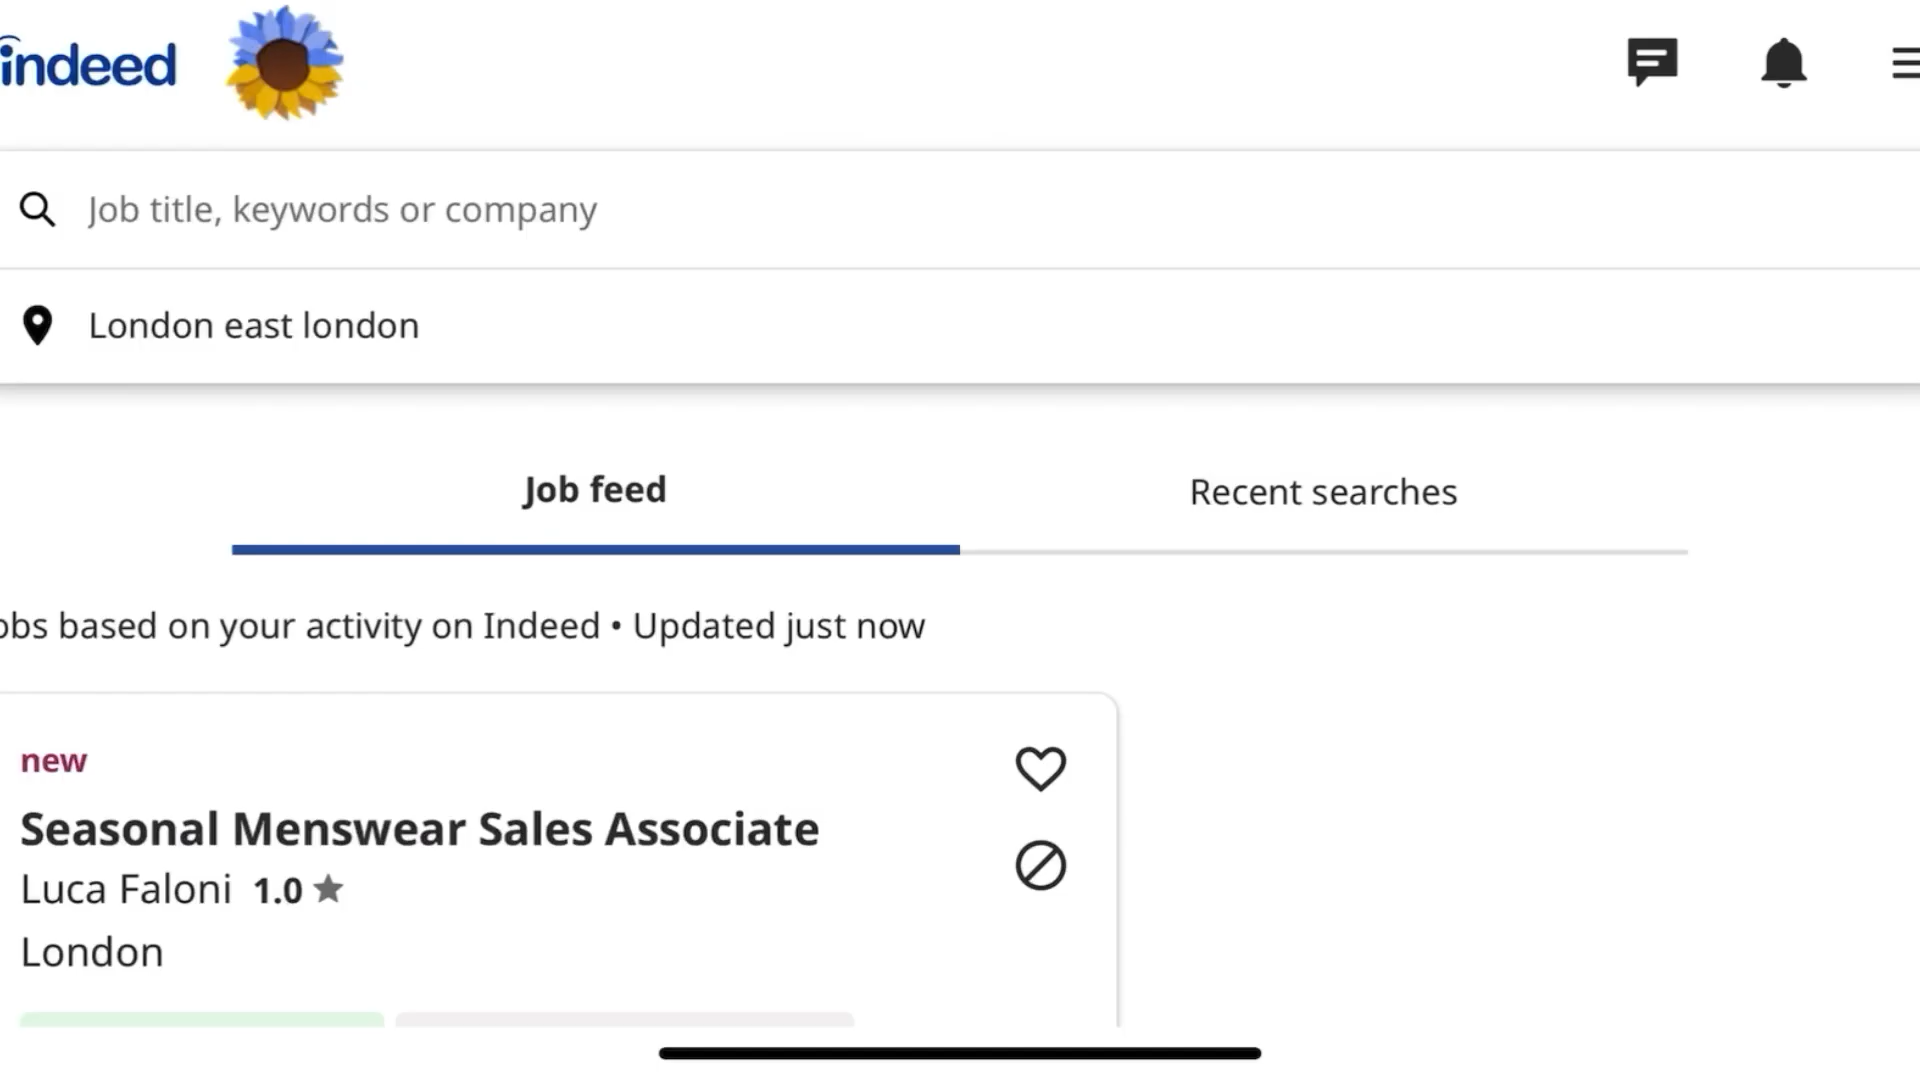 indeed
Job title, keywords or company
London east london
Job feed
Recent searches
obs based on your activity on Indeed • Updated just now
new
Seasonal Menswear Sales Associate
Luca Faloni 1.0 ★
London